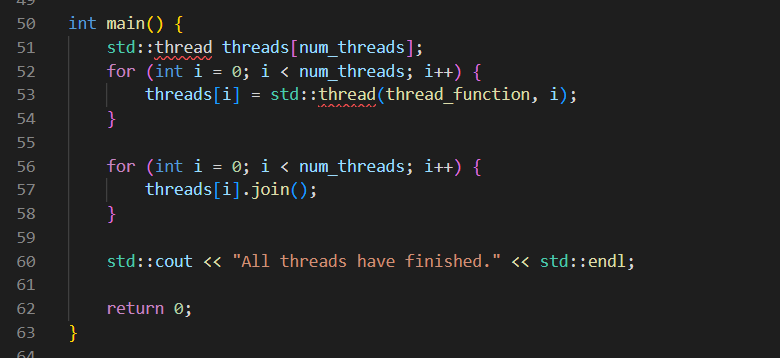 49
50 int main() {
51     std::thread threads[num_threads];
52     for (int i = 0; i < num_threads; i++) {
53         threads[i] = std::thread(thread_function, i);
54     }
55
56     for (int i = 0; i < num_threads; i++) {
57         threads[i].join();
58     }
59
60     std::cout << "All threads have finished." << std::endl;
61
62     return 0;
63 }
64